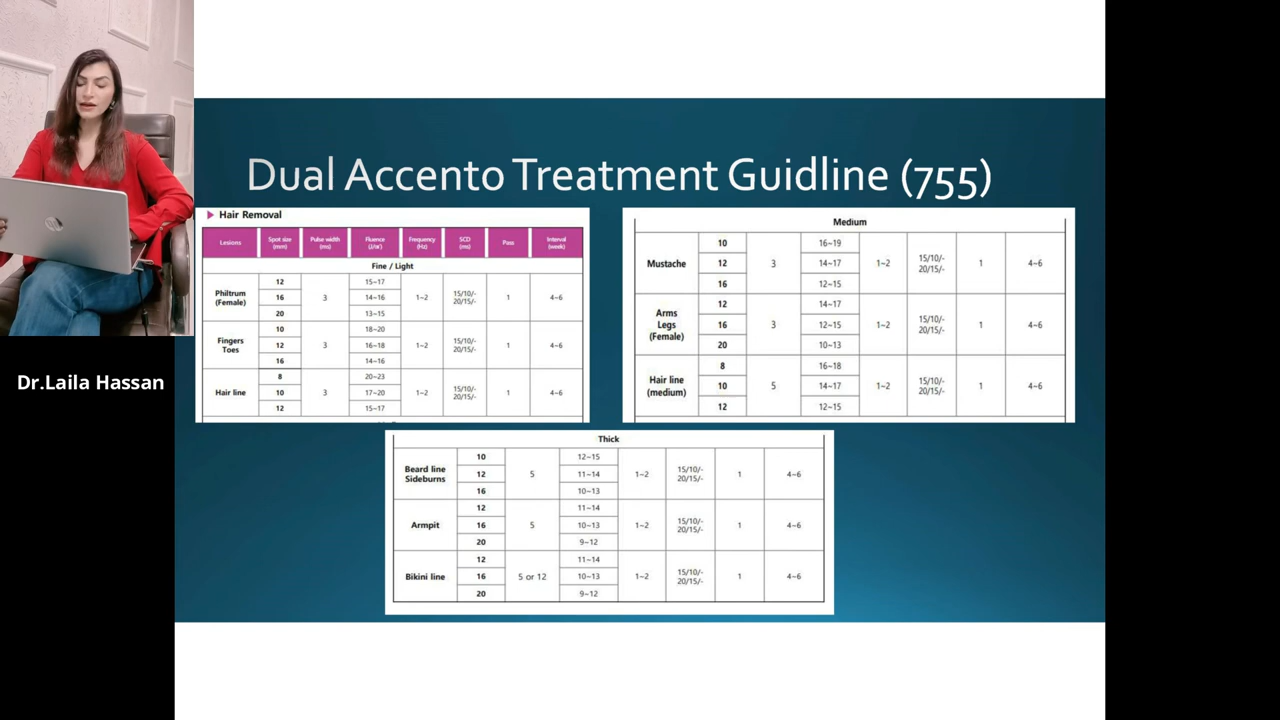 Dr.Laila Hassan
Dual Accento Treatment Guidline (755)
Hair Removal
Lesions Spot size (mm) Pulse width (ms) Fluence (J/㎠) Frequency (Hz) SCD (ms) Pass Interval (week)
Fine / Light
Philtrum (Female) 12 3 15~17 1~2 15/10/- 20/15/- 1 4~6
16 14~16
20 13~15
Fingers Toes 10 3 18~20 1~2 15/10/- 20/15/- 1 4~6
12 16~18
16 14~16
Hair line 8 3 20~23 1~2 15/10/- 20/15/- 1 4~6
10 17~20
12 15~17
Medium
Mustache 10 3 16~19 1~2 15/10/- 20/15/- 1 4~6
12 14~17
16 12~15
Arms Legs (Female) 12 3 14~17 1~2 15/10/- 20/15/- 1 4~6
16 12~15
20 10~13
Hair line (medium) 8 5 16~18 1~2 15/10/- 20/15/- 1 4~6
10 14~17
12 12~15
Thick
Beard line Sideburns 10 5 12~15 1~2 15/10/- 20/15/- 1 4~6
12 11~14
16 10~13
Armpit 12 5 11~14 1~2 15/10/- 20/15/- 1 4~6
16 10~13
20 9~12
Bikini line 12 5 or 12 11~14 1~2 15/10/- 20/15/- 1 4~6
16 10~13
20 9~12